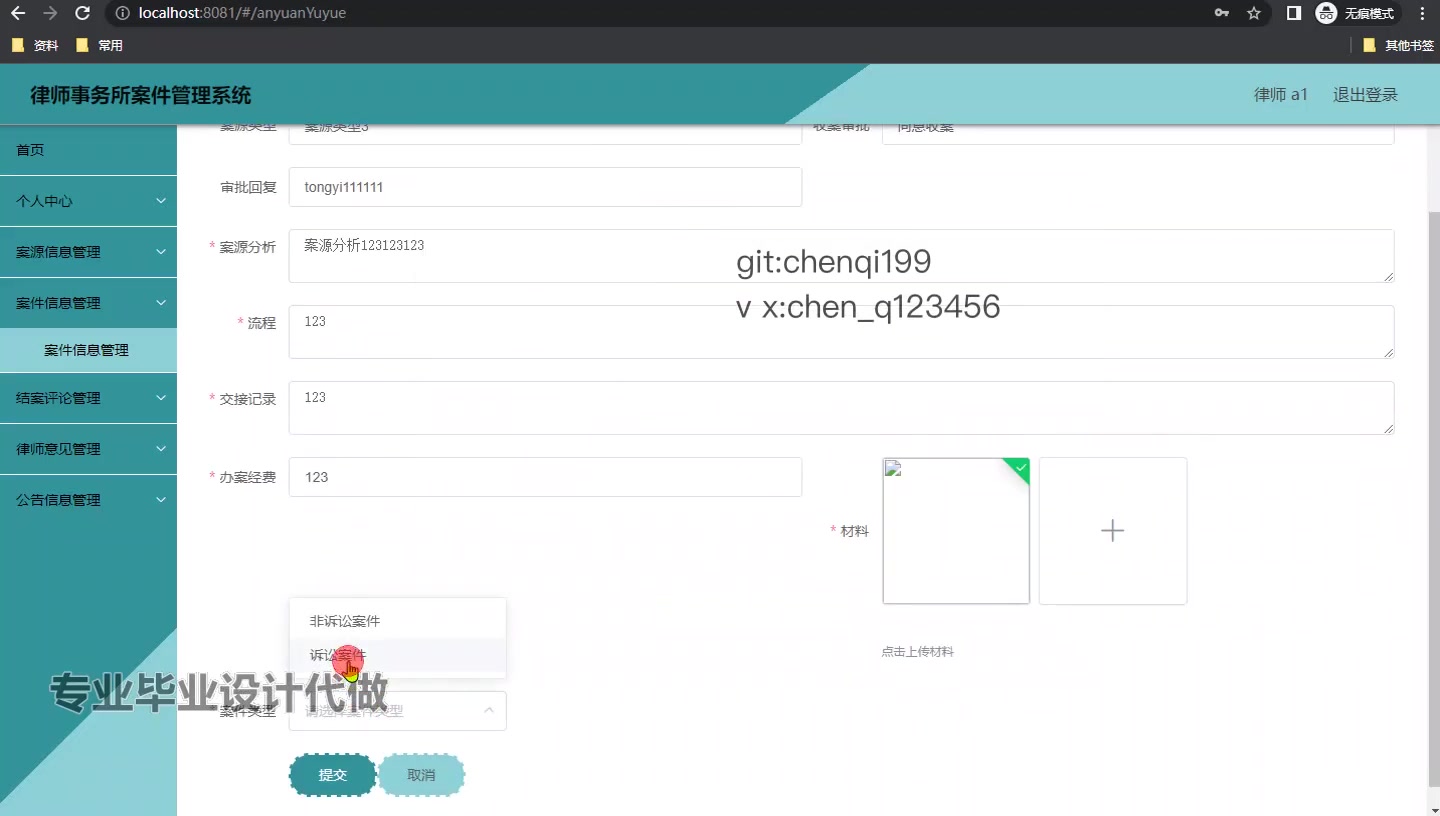 localhost:8081/#/anyuanYuyue
无痕模式
资料
常用
其他书签
律师事务所案件管理系统
律师 a1
退出登录
首页
个人中心
案源信息管理
案件信息管理
案件信息管理
结案评论管理
律师意见管理
公告信息管理
案源类型
案源类型3
收案审批
同意收案
审批回复
tongyi111111
* 案源分析
案源分析123123123
git:chenqi199
v x:chen_q123456
* 流程
123
* 交接记录
123
* 办案经费
123
* 材料
点击上传材料
非诉讼案件
诉讼案件
专业毕业设计代做
案件类型
请选择案件类型
提交
取消